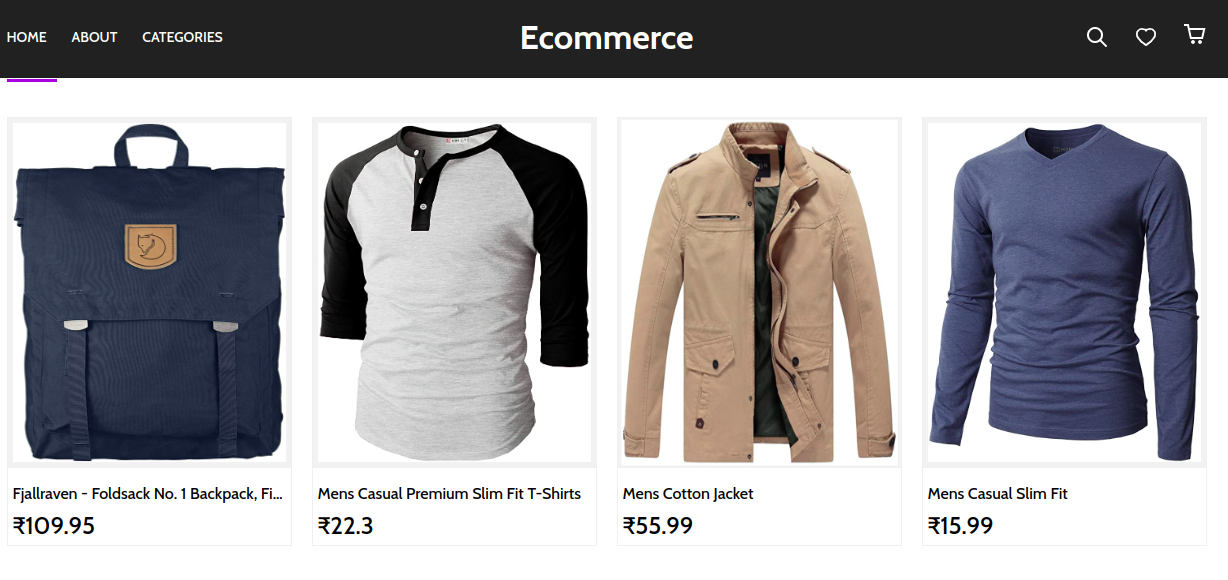 HOME ABOUT CATEGORIES Ecommerce
Fjallraven - Foldsack No. 1 Backpack, Fi...
₹109.95
Mens Casual Premium Slim Fit T-Shirts
₹22.3
Mens Cotton Jacket
₹55.99
Mens Casual Slim Fit
₹15.99